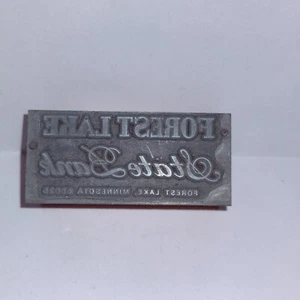 FOREST LAKE
State Bank
FOREST LAKE, MINNESOTA 55025